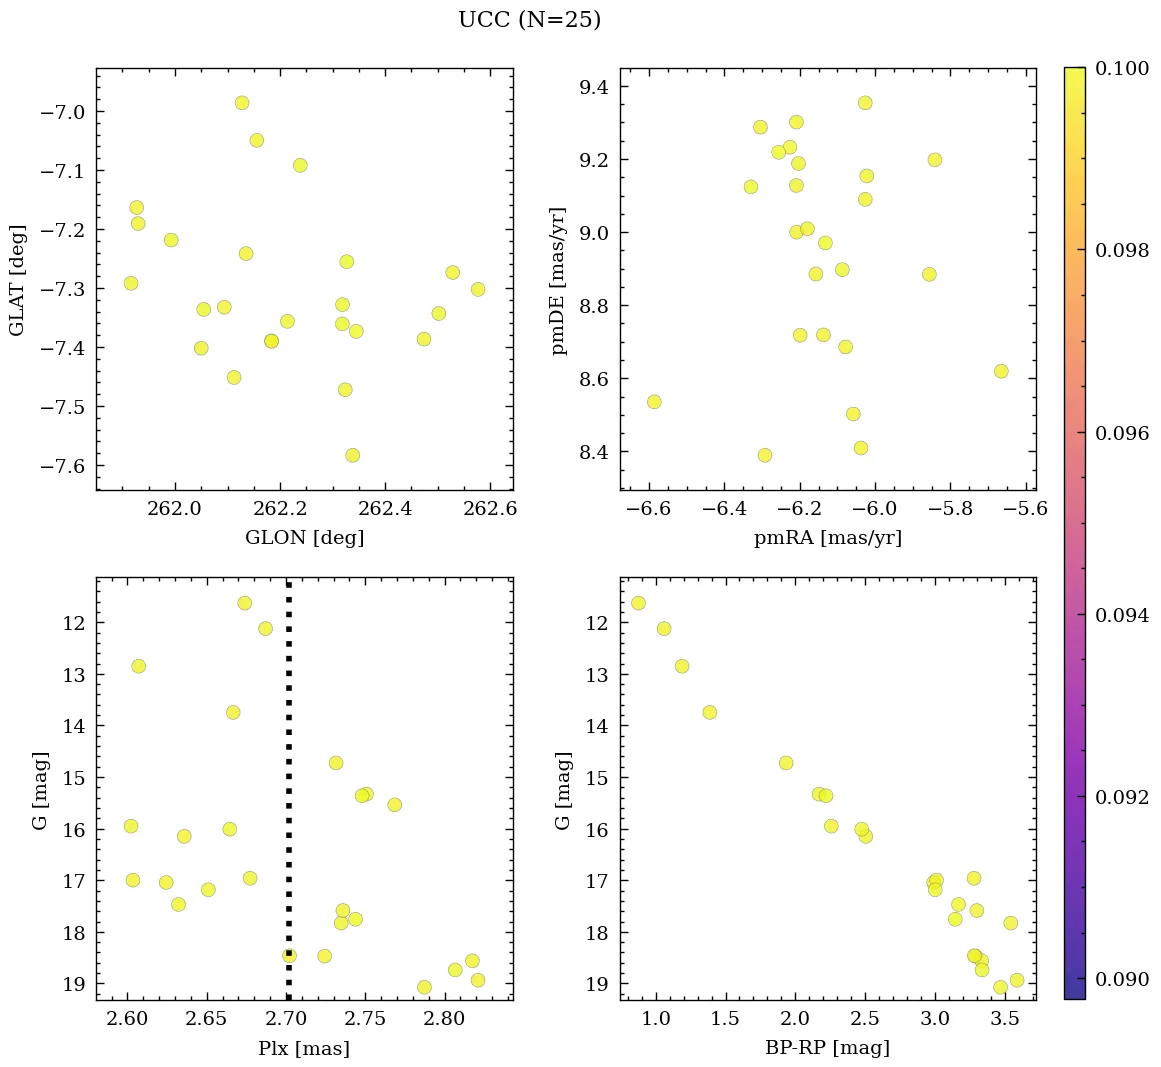 UCC (N=25)
−7.0
−7.1
−7.2
−7.3
−7.4
−7.5
−7.6
GLAT [deg]
262.0 262.2 262.4 262.6
GLON [deg]
9.4
9.2
9.0
8.8
8.6
8.4
pmDE [mas/yr]
−6.6 −6.4 −6.2 −6.0 −5.8 −5.6
pmRA [mas/yr]
12
13
14
15
16
17
18
19
G [mag]
2.60 2.65 2.70 2.75 2.80
Plx [mas]
12
13
14
15
16
17
18
19
G [mag]
1.0 1.5 2.0 2.5 3.0 3.5
BP-RP [mag]
0.100
0.098
0.096
0.094
0.092
0.090